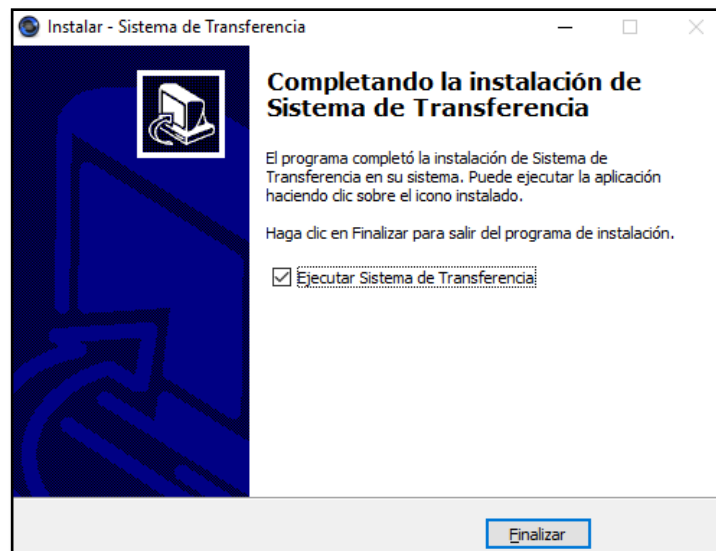 Instalar - Sistema de Transferencia
Completando la instalación de
Sistema de Transferencia
El programa completó la instalación de Sistema de
Transferencia en su sistema. Puede ejecutar la aplicación
haciendo clic sobre el icono instalado.
Haga clic en Finalizar para salir del programa de instalación.
Ejecutar Sistema de Transferencia
Finalizar